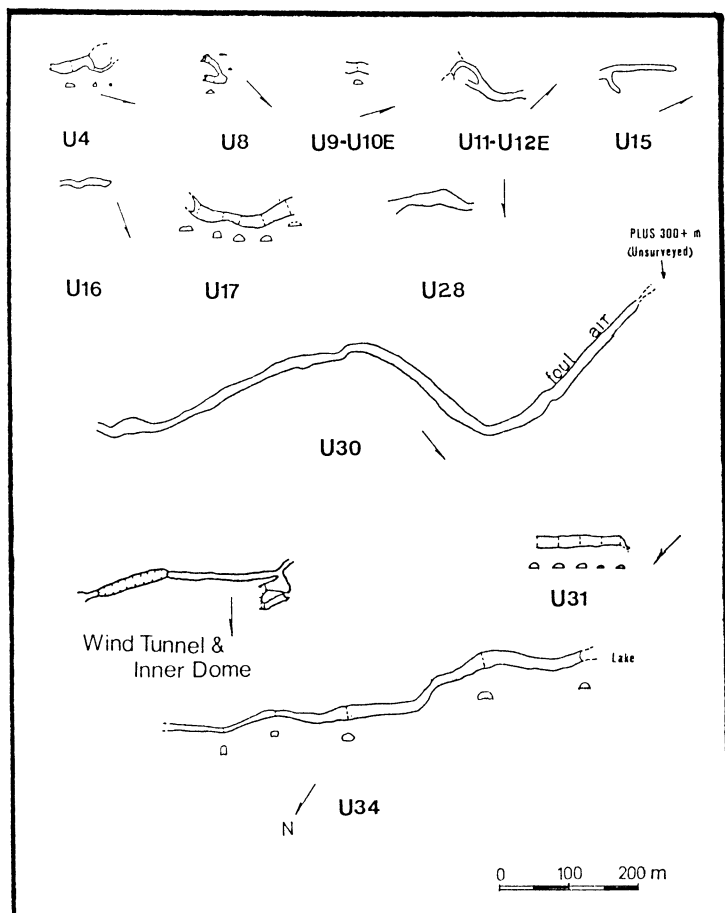 U4
U8
U9-U10E
U11-U12E
U15
U16
U17
U28
PLUS 300+ m
(Unsurveyed)
foul air
U30
U31
Wind Tunnel &
Inner Dome
Lake
U34
N
0 100 200 m